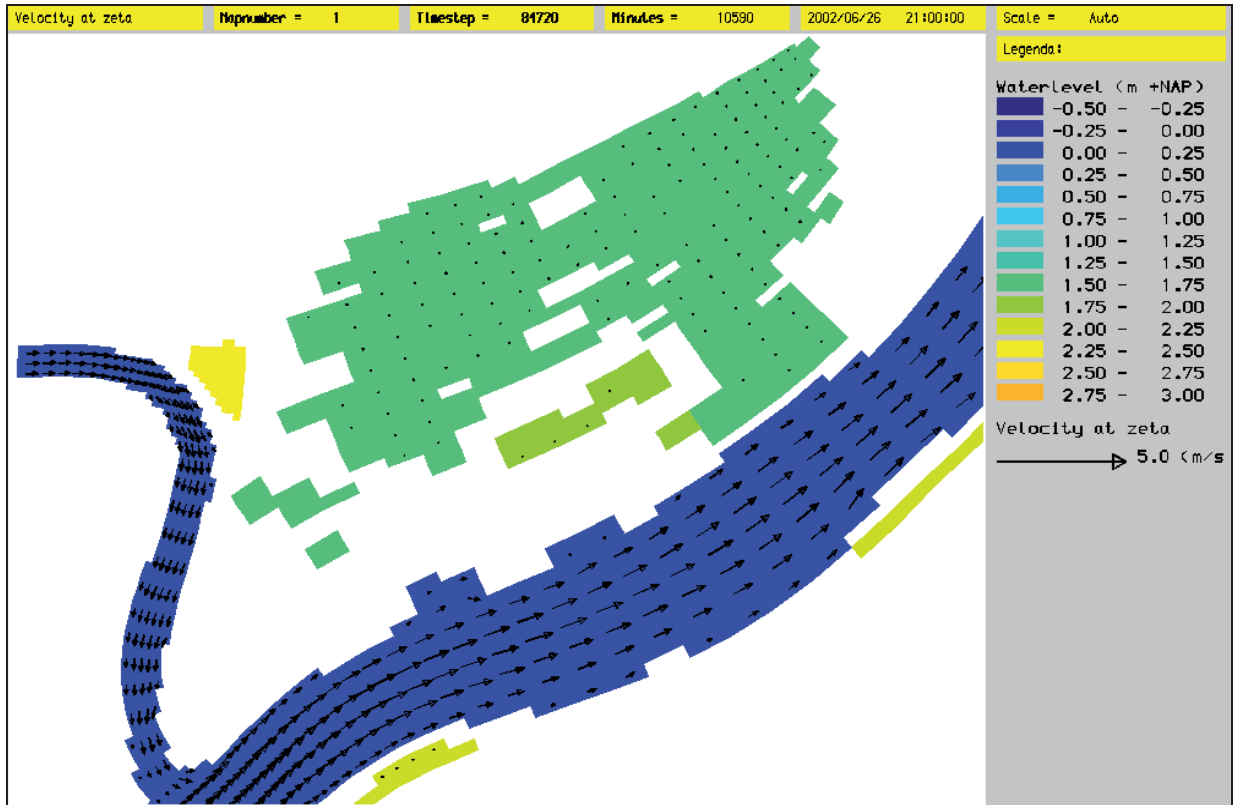 Velocity at zeta Mapnumber = 1 Timestep = 84720 Minutes = 10590 2002/06/26 21:00:00 Scale = Auto
Legenda:
Waterlevel (m +NAP)
-0.50 - -0.25
-0.25 - 0.00
0.00 - 0.25
0.25 - 0.50
0.50 - 0.75
0.75 - 1.00
1.00 - 1.25
1.25 - 1.50
1.50 - 1.75
1.75 - 2.00
2.00 - 2.25
2.25 - 2.50
2.50 - 2.75
2.75 - 3.00
Velocity at zeta
5.0 (m/s